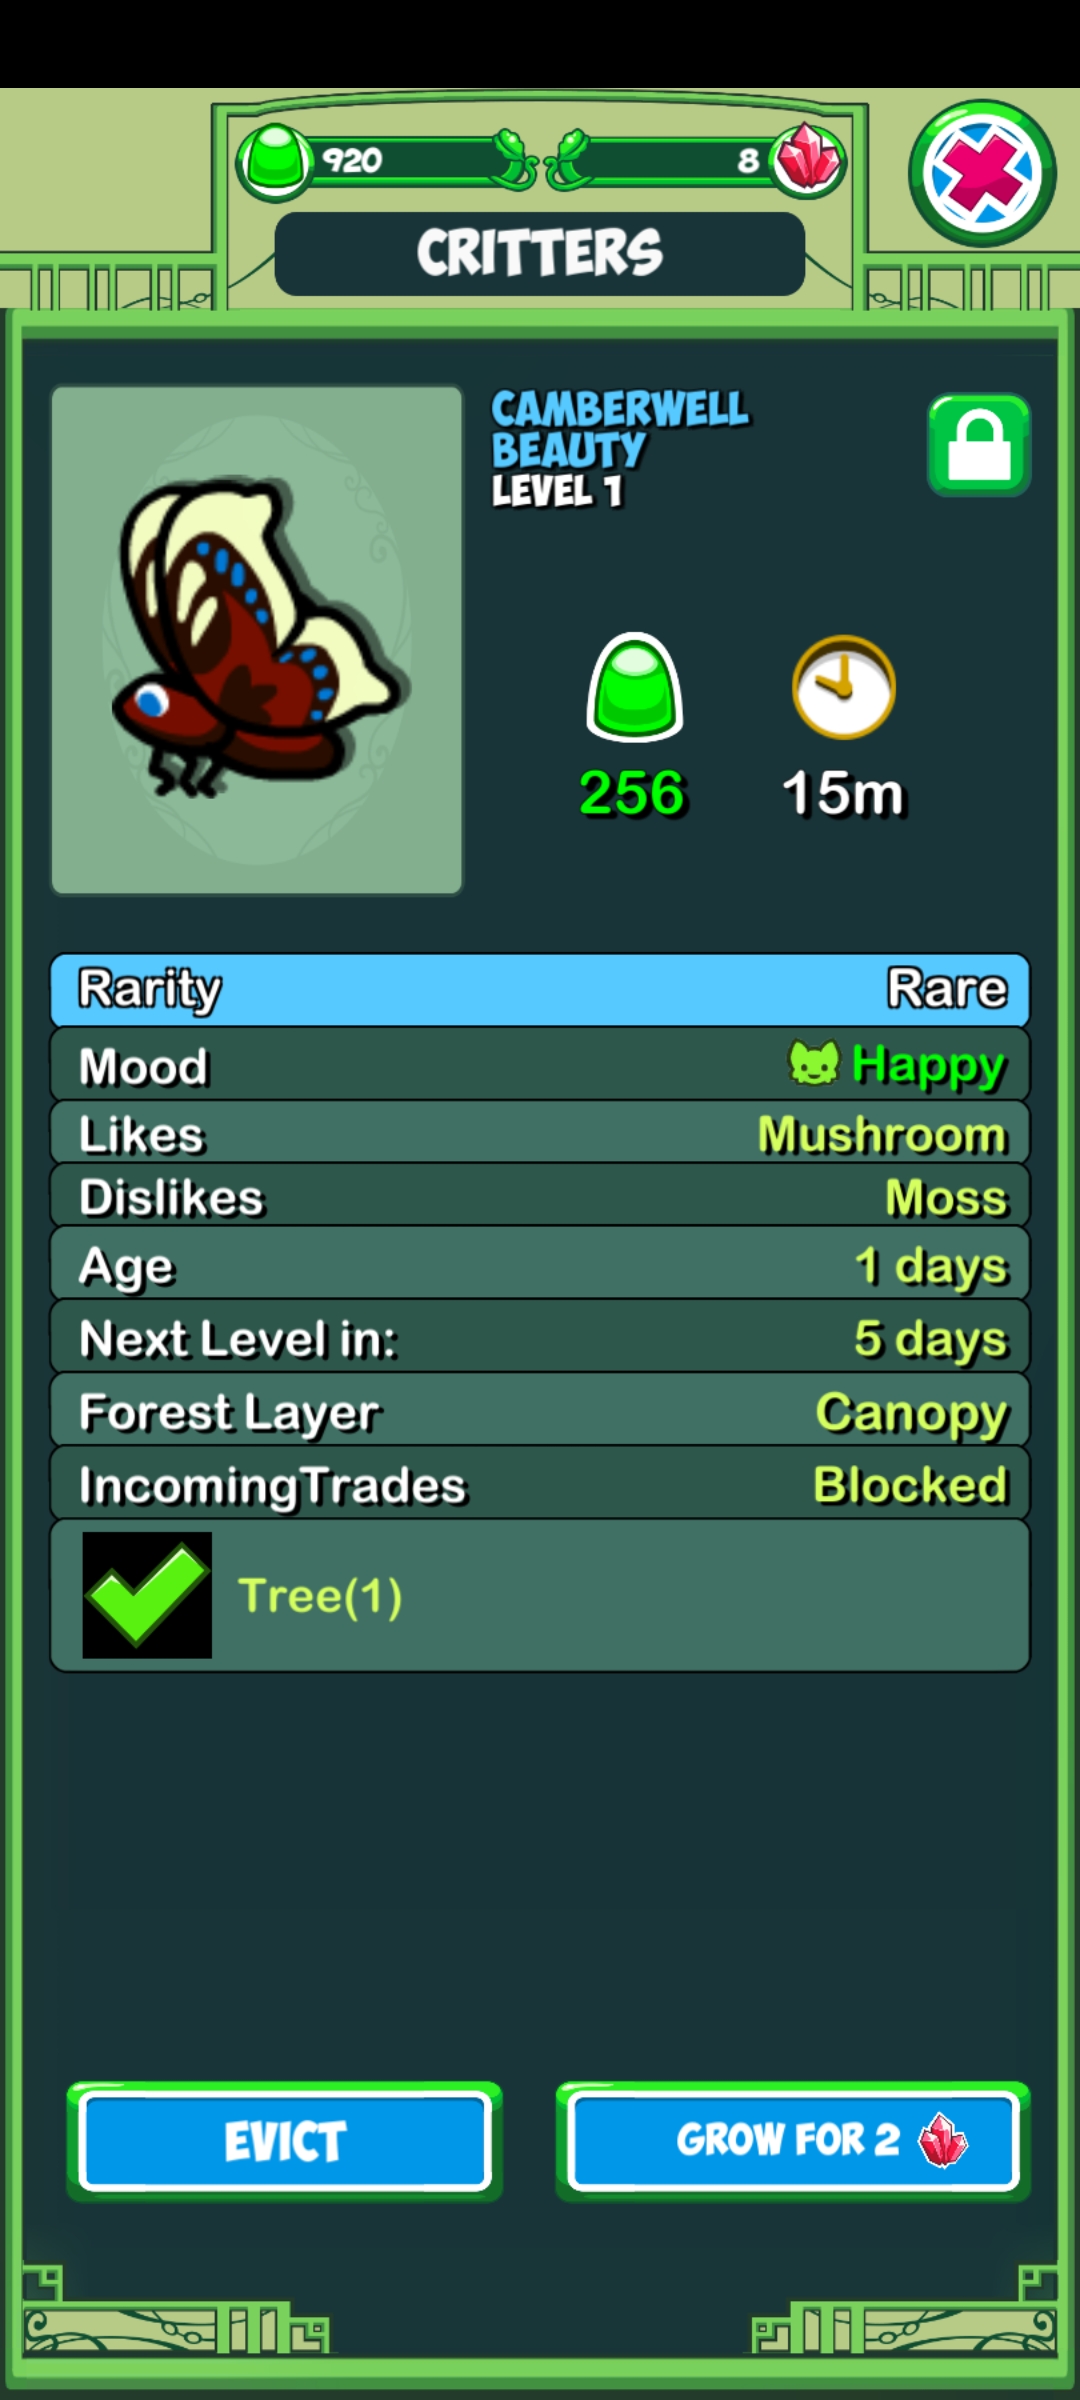 920
8
CRITTERS
CAMBERWELL
BEAUTY
LEVEL 1
256
15m
Rarity Rare
Mood Happy
Likes Mushroom
Dislikes Moss
Age 1 days
Next Level in: 5 days
Forest Layer Canopy
IncomingTrades Blocked
Tree(1)
EVICT
GROW FOR 2